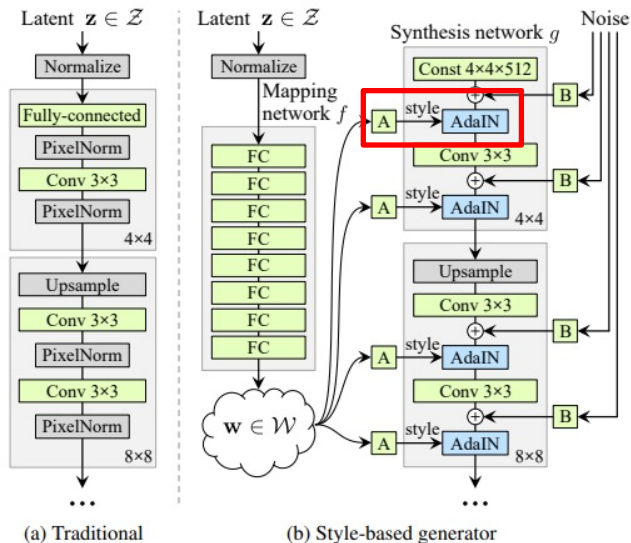 Latent z ∈ Z
Normalize
Fully-connected
PixelNorm
Conv 3×3
PixelNorm
4×4
Upsample
Conv 3×3
PixelNorm
Conv 3×3
PixelNorm
8×8
...
(a) Traditional
Latent z ∈ Z
Normalize
Mapping
network f
FC
FC
FC
FC
FC
FC
FC
FC
w ∈ W
Synthesis network g
Noise
Const 4×4×512
B
A
style
AdaIN
Conv 3×3
B
A
style
AdaIN
4×4
Upsample
Conv 3×3
B
A
style
AdaIN
Conv 3×3
B
A
style
AdaIN
8×8
...
(b) Style-based generator